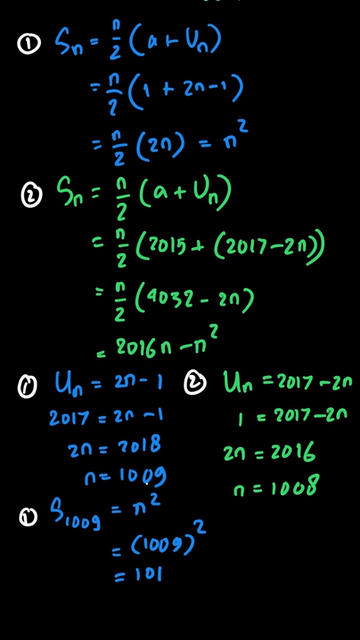 ① Sn = n/2 (a + Un)
= n/2 (1 + 2n - 1)
= n/2 (2n) = n²
② Sn = n/2 (a + Un)
= n/2 (2015 + (2017 - 2n))
= n/2 (4032 - 2n)
= 2016n - n²
① Un = 2n - 1
2017 = 2n - 1
2n = 2018
n = 1009
② Un = 2017 - 2n
1 = 2017 - 2n
2n = 2016
n = 1008
① S1009 = n²
= (1009)²
= 101